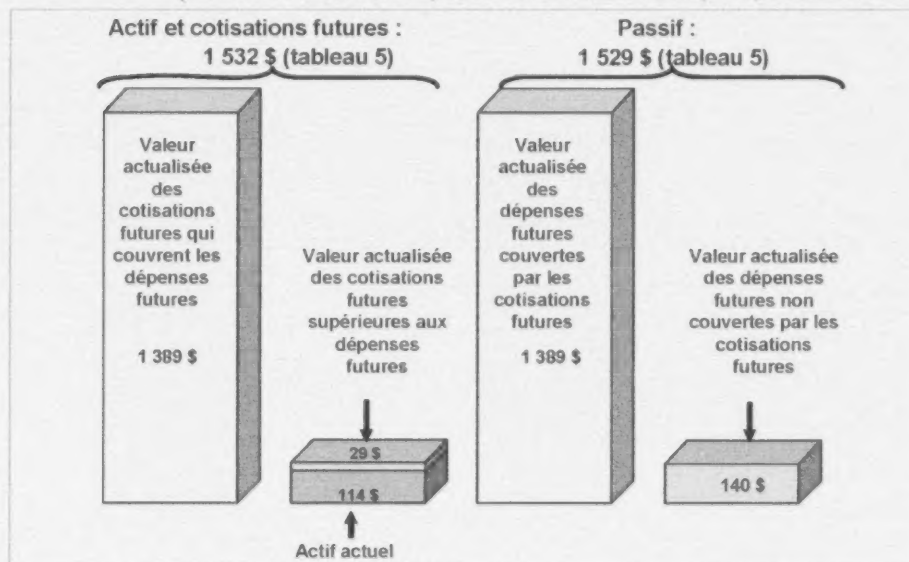 Actif et cotisations futures :
1 532 $ (tableau 5)
Passif :
1 529 $ (tableau 5)
Valeur
actualisée
des
cotisations
futures qui
couvrent les
dépenses
futures
1 389 $
Valeur actualisée
des cotisations
futures
supérieures aux
dépenses
futures
29 $
114 $
Actif actuel
Valeur
actualisée
des
dépenses
futures
couvertes
par les
cotisations
futures
1 389 $
Valeur actualisée
des dépenses
futures non
couvertes par les
cotisations
futures
140 $